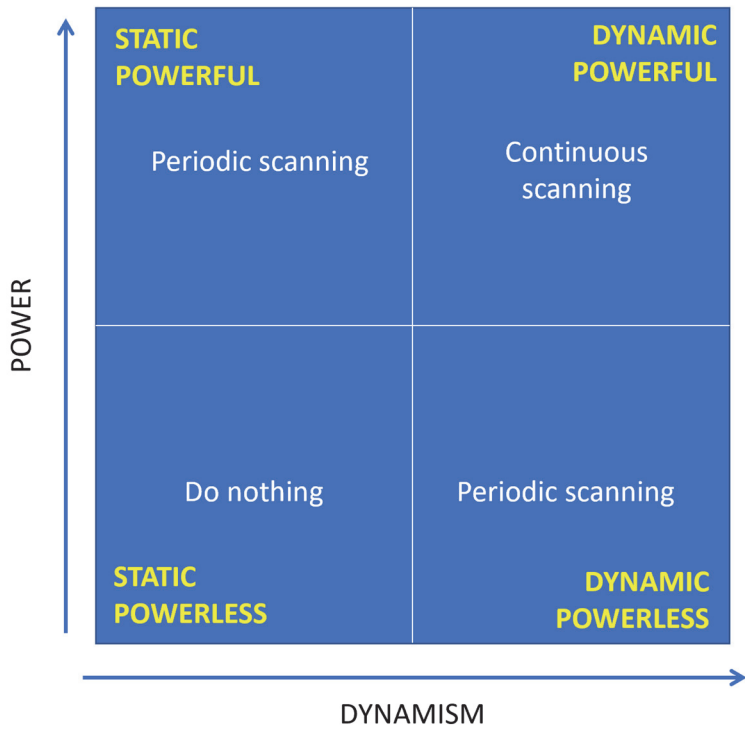 STATIC
POWERFUL
DYNAMIC
POWERFUL
Periodic scanning
Continuous
scanning
POWER
Do nothing
Periodic scanning
STATIC
POWERLESS
DYNAMIC
POWERLESS
DYNAMISM